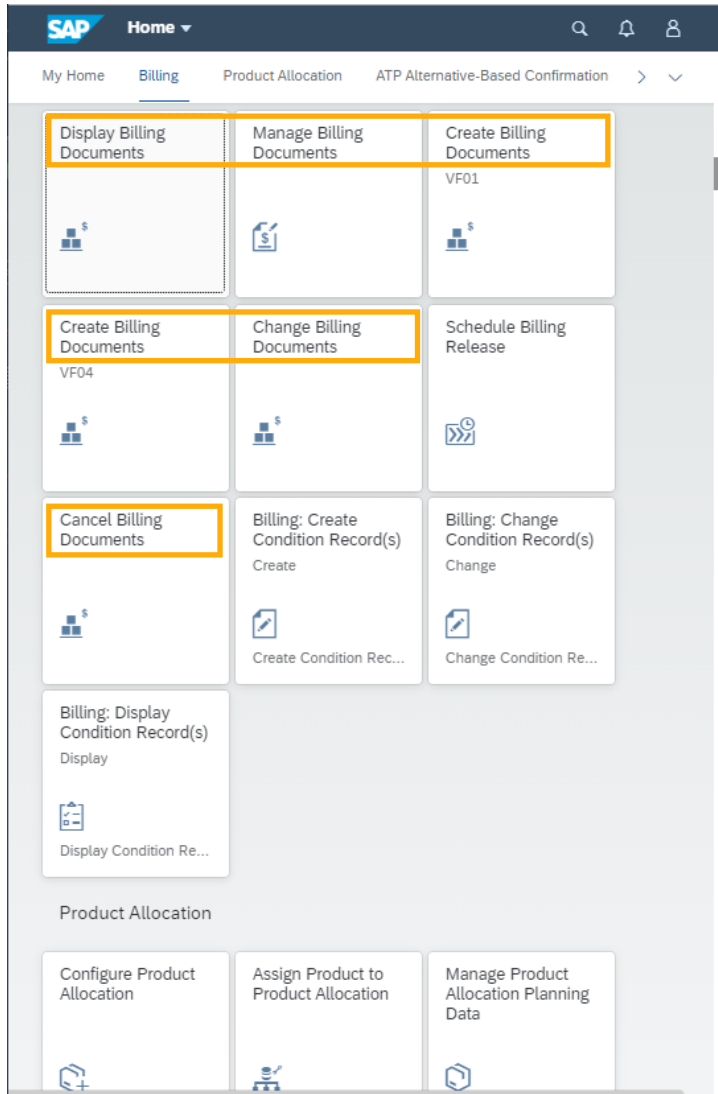 SAP Home
My Home Billing Product Allocation ATP Alternative-Based Confirmation
Display Billing
Documents
Manage Billing
Documents
Create Billing
Documents
VF01
$
$
$
Create Billing
Documents
VF04
Change Billing
Documents
Schedule Billing
Release
$
$
Cancel Billing
Documents
Billing: Create
Condition Record(s)
Create
Billing: Change
Condition Record(s)
Change
$
Create Condition Rec...
Change Condition Re...
Billing: Display
Condition Record(s)
Display
Display Condition Re...
Product Allocation
Configure Product
Allocation
Assign Product to
Product Allocation
Manage Product
Allocation Planning
Data